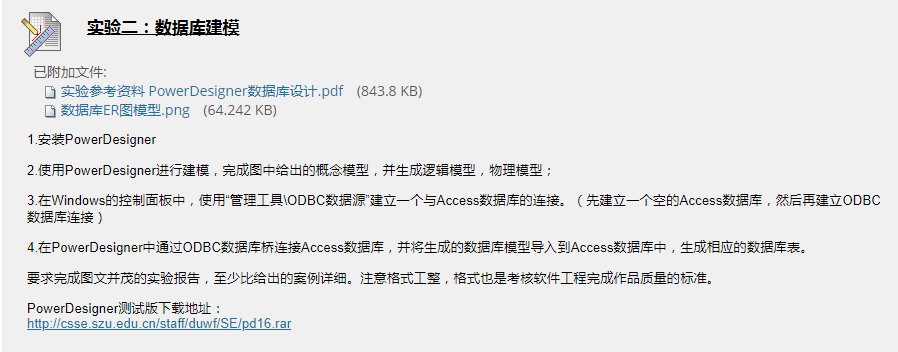 实验二：数据库建模
已附加文件:
实验参考资料 PowerDesigner数据库设计.pdf (843.8 KB)
数据库ER图模型.png (64.242 KB)
1.安装PowerDesigner
2.使用PowerDesigner进行建模，完成图中给出的概念模型，并生成逻辑模型，物理模型；
3.在Windows的控制面板中，使用“管理工具\ODBC数据源”建立一个与Access数据库的连接。（先建立一个空的Access数据库，然后再建立ODBC
数据库连接）
4.在PowerDesigner中通过ODBC数据库桥连接Access数据库，并将生成的数据库模型导入到Access数据库中，生成相应的数据库表。
要求完成图文并茂的实验报告，至少比给出的案例详细。注意格式工整，格式也是考核软件工程完成作品质量的标准。
PowerDesigner测试版下载地址：
http://csse.szu.edu.cn/staff/duwf/SE/pd16.rar